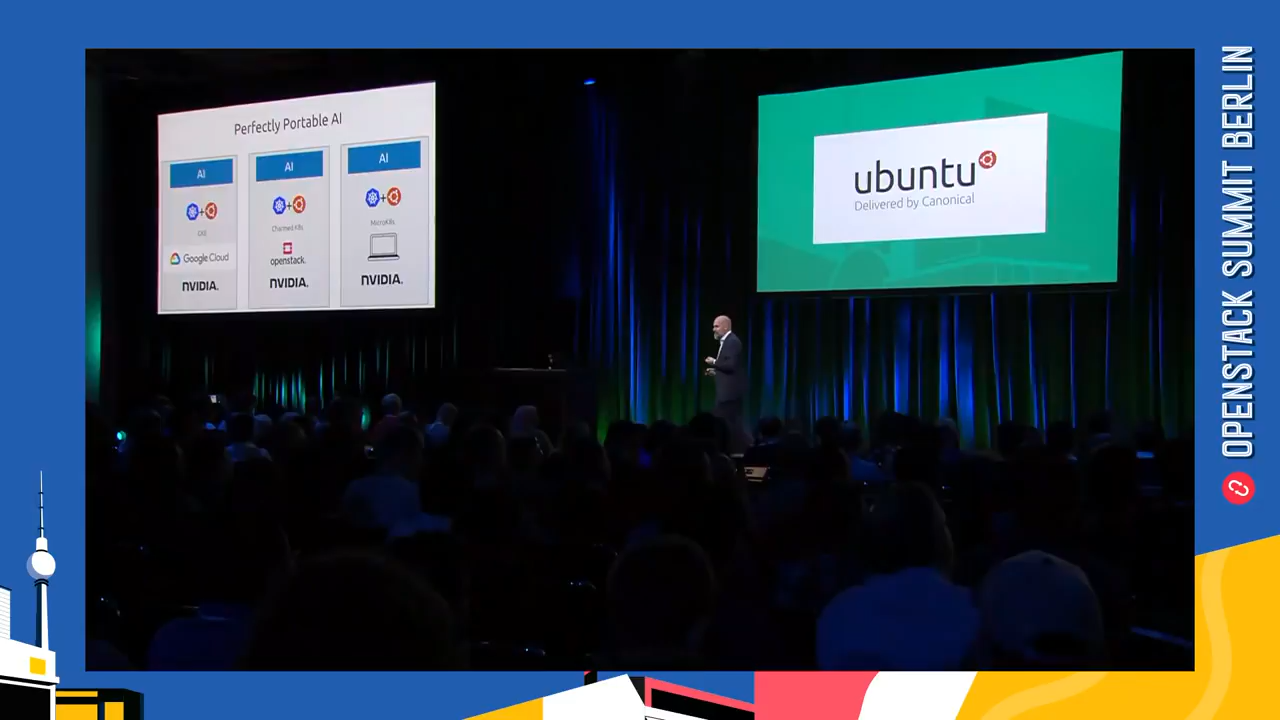 Perfectly Portable AI
AI
+
GKE
Google Cloud
NVIDIA.
AI
+
Charmed K8s
openstack.
NVIDIA.
AI
+
MicroK8s
NVIDIA.
ubuntu
Delivered by Canonical
OPENSTACK SUMMIT BERLIN